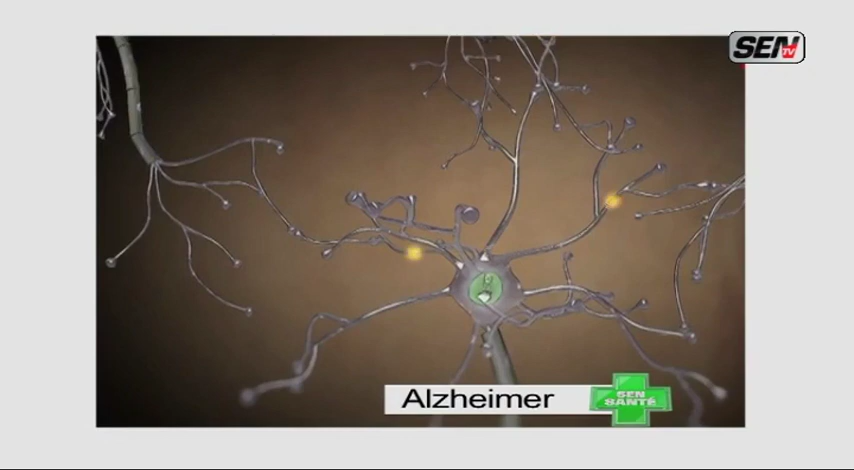 SEN
TV
Alzheimer
SEN
SANTÉ